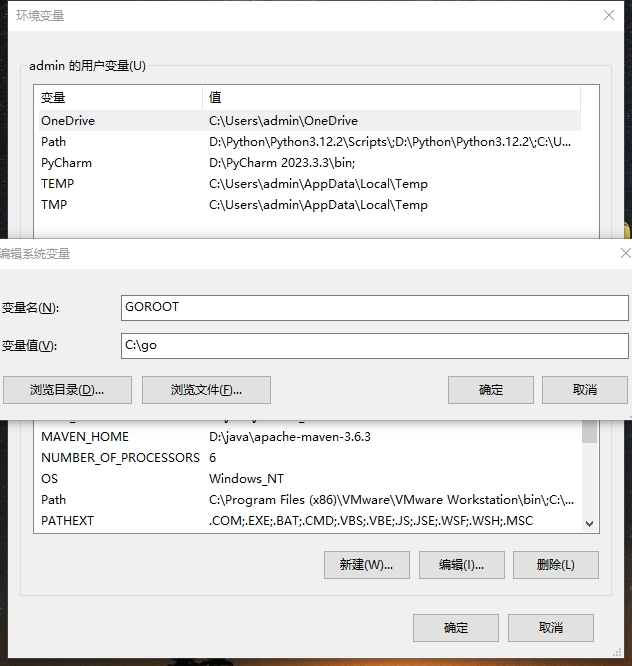 环境变量
admin 的用户变量(U)
变量 值
OneDrive C:\Users\admin\OneDrive
Path D:\Python\Python3.12.2\Scripts\;D:\Python\Python3.12.2\;C:\U...
PyCharm D:\PyCharm 2023.3.3\bin;
TEMP C:\Users\admin\AppData\Local\Temp
TMP C:\Users\admin\AppData\Local\Temp
编辑系统变量
变量名(N): GOROOT
变量值(V): C:\go
浏览目录(D)... 浏览文件(F)... 确定 取消
MAVEN_HOME D:\java\apache-maven-3.6.3
NUMBER_OF_PROCESSORS 6
OS Windows_NT
Path C:\Program Files (x86)\VMware\VMware Workstation\bin\;C:\...
PATHEXT .COM;.EXE;.BAT;.CMD;.VBS;.VBE;.JS;.JSE;.WSF;.WSH;.MSC
新建(W)... 编辑(I)... 删除(L)
确定 取消